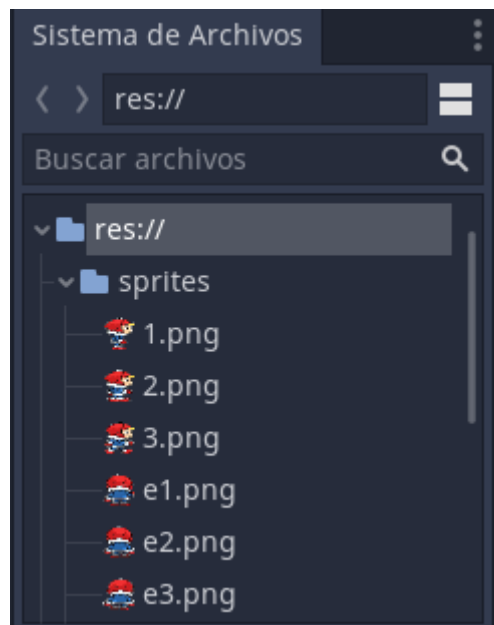 Sistema de Archivos
res://
Buscar archivos
res://
sprites
1.png
2.png
3.png
e1.png
e2.png
e3.png